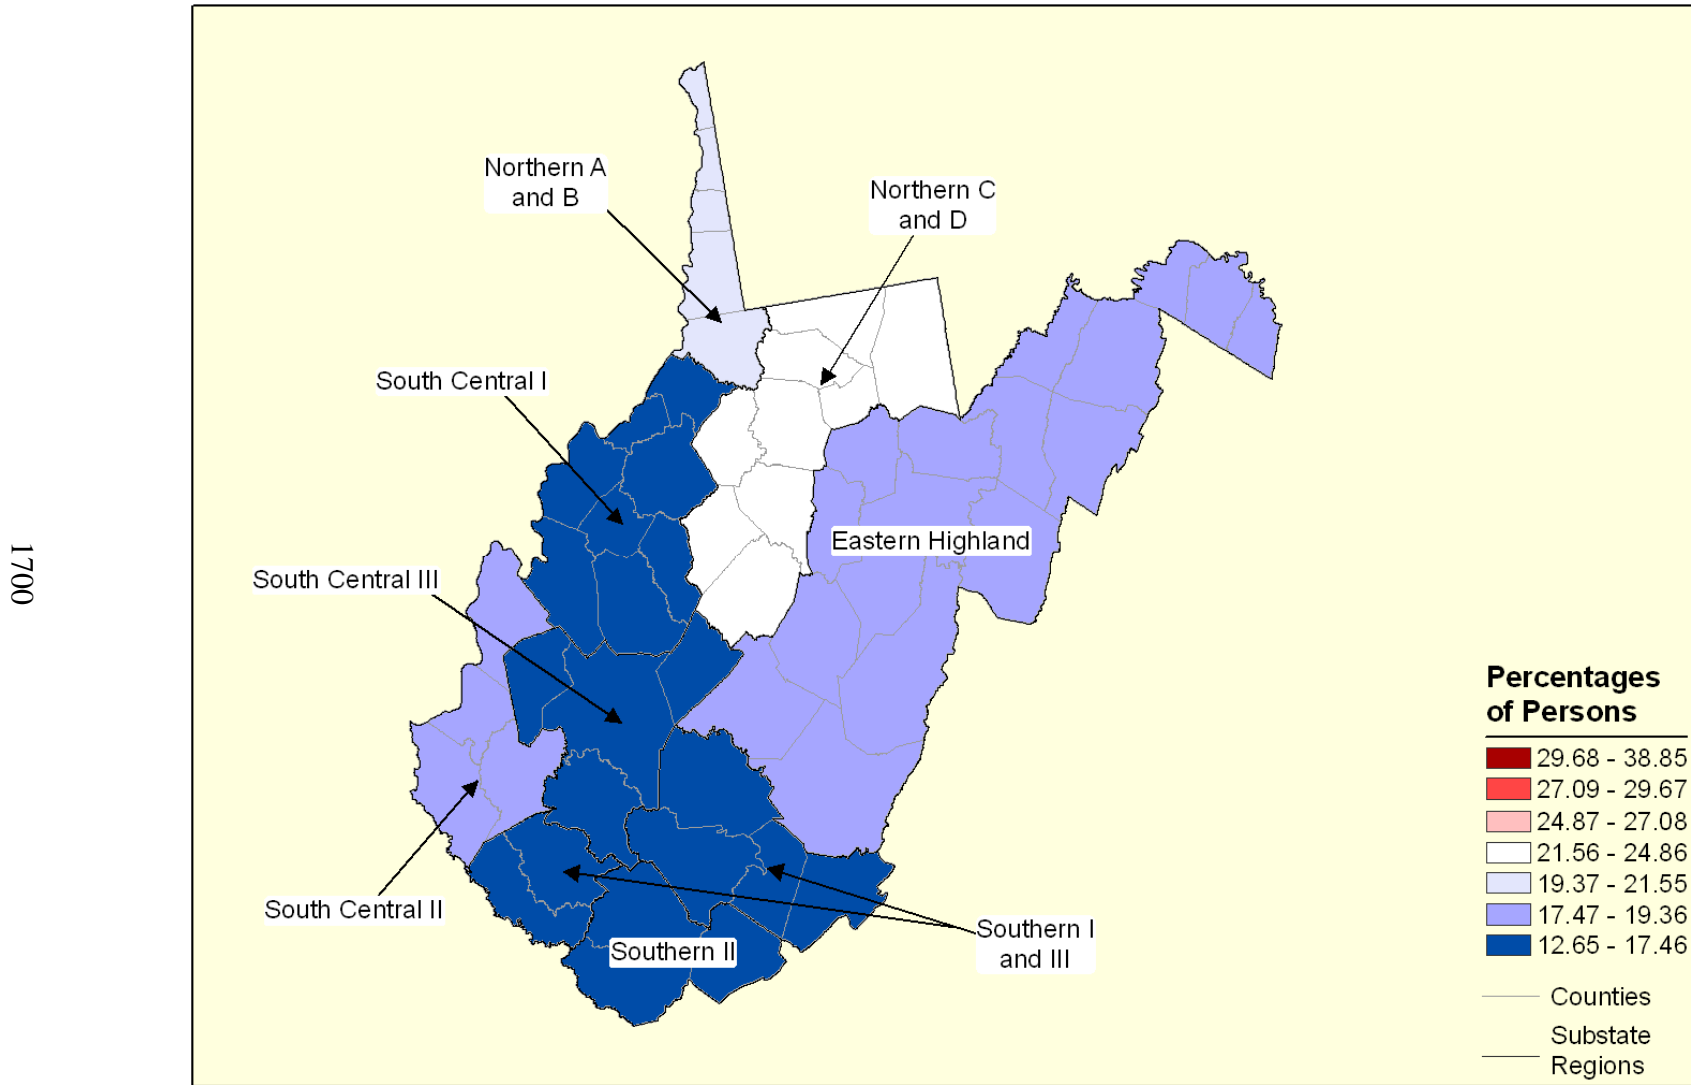 Northern A
and B
Northern C
and D
South Central I
Eastern Highland
South Central III
South Central II
Southern I
and III
Southern II
1700
Percentages
of Persons
29.68 - 38.85
27.09 - 29.67
24.87 - 27.08
21.56 - 24.86
19.37 - 21.55
17.47 - 19.36
12.65 - 17.46
Counties
Substate
Regions